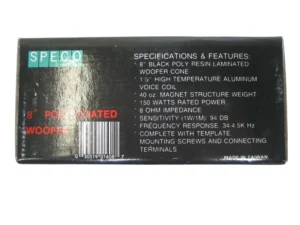 SPECO
8" POLY COATED
WOOFER
SPECIFICATIONS & FEATURES:
· 8" BLACK POLY RESIN LAMINATED
WOOFER CONE
· 1½" HIGH TEMPERATURE ALUMINUM
VOICE COIL
· 40 oz. MAGNET STRUCTURE WEIGHT
· 150 WATTS RATED POWER
· 8 OHM IMPEDANCE
· SENSITIVITY (1W/1M): 94 DB
· FREQUENCY RESPONSE: 34-4.5K Hz
· COMPLETE WITH TEMPLATE
MOUNTING SCREWS AND CONNECTING
TERMINALS
MADE IN TAIWAN